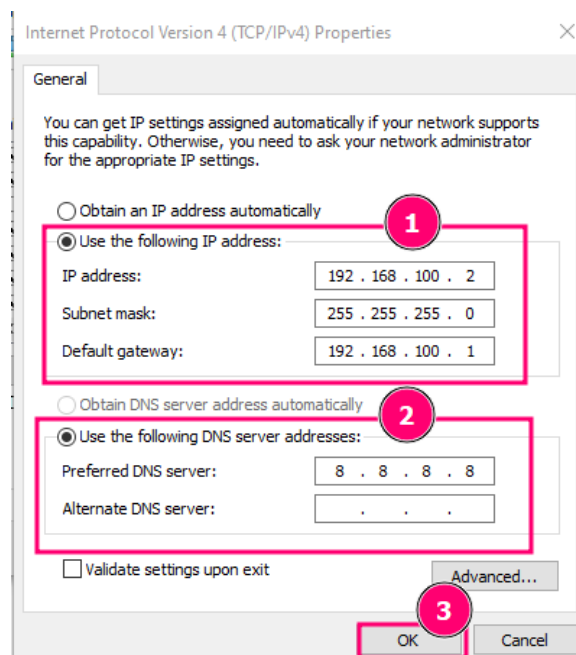 Internet Protocol Version 4 (TCP/IPv4) Properties
General
You can get IP settings assigned automatically if your network supports
this capability. Otherwise, you need to ask your network administrator
for the appropriate IP settings.
Obtain an IP address automatically
1
Use the following IP address:
IP address: 192 . 168 . 100 . 2
Subnet mask: 255 . 255 . 255 . 0
Default gateway: 192 . 168 . 100 . 1
Obtain DNS server address automatically
2
Use the following DNS server addresses:
Preferred DNS server: 8 . 8 . 8 . 8
Alternate DNS server: . . .
Validate settings upon exit
Advanced...
3
OK Cancel